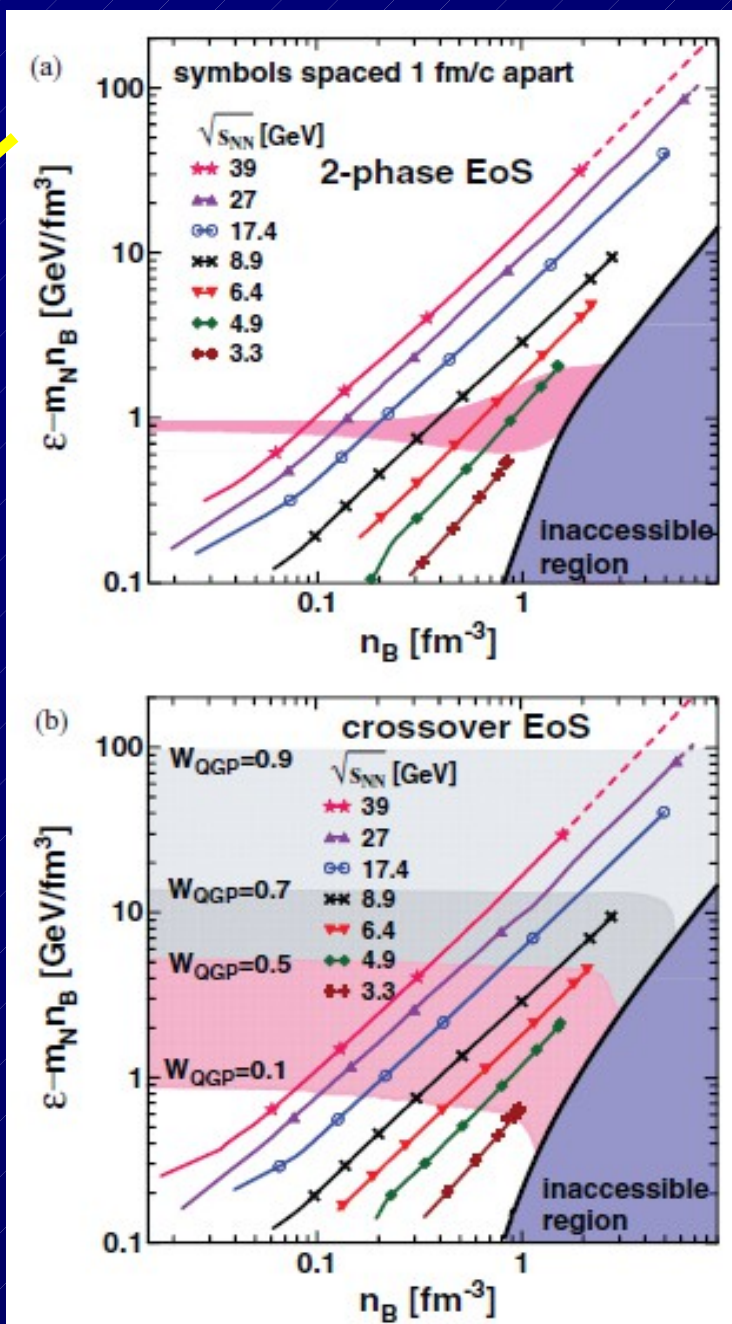 (a)
symbols spaced 1 fm/c apart
√sNN [GeV]
39
27
17.4
8.9
6.4
4.9
3.3
2-phase EoS
100
10
1
0.1
ε−mNnB [GeV/fm³]
inaccessible
region
0.1
1
nB [fm⁻³]
(b)
crossover EoS
WQGP=0.9
√sNN [GeV]
39
27
17.4
8.9
6.4
4.9
3.3
WQGP=0.7
WQGP=0.5
WQGP=0.1
100
10
1
0.1
ε−mNnB [GeV/fm³]
inaccessible
region
0.1
1
nB [fm⁻³]